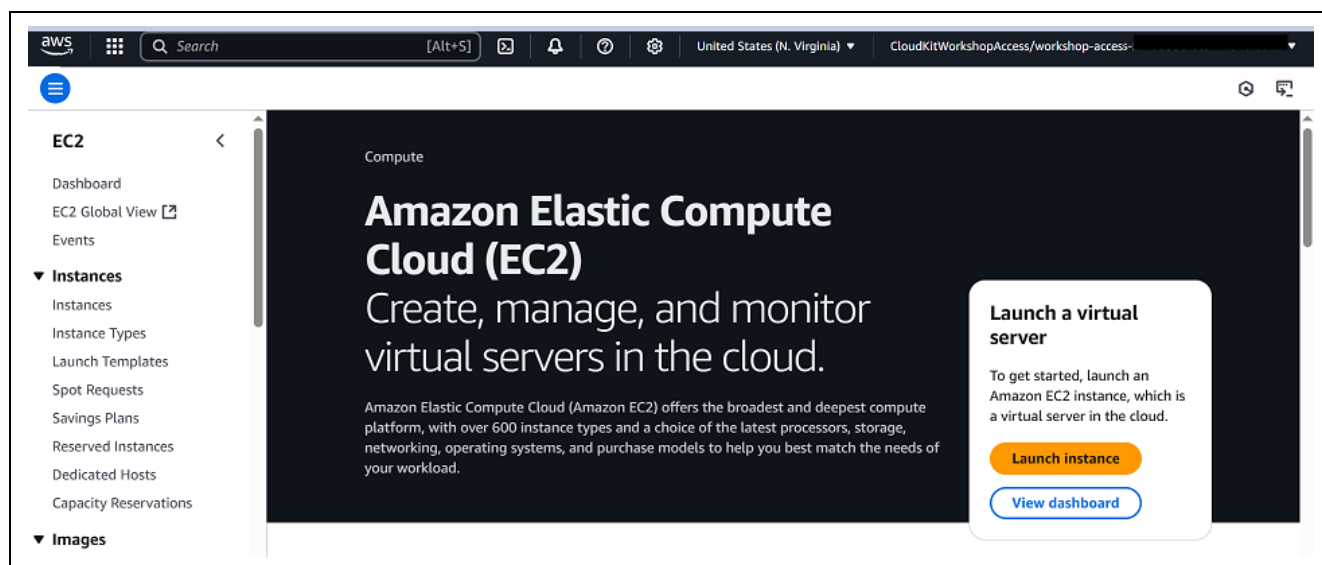 aws
Search
[Alt+S]
United States (N. Virginia)
CloudKitWorkshopAccess/workshop-access-
EC2
Dashboard
EC2 Global View
Events
Instances
Instances
Instance Types
Launch Templates
Spot Requests
Savings Plans
Reserved Instances
Dedicated Hosts
Capacity Reservations
Images
Compute
Amazon Elastic Compute
Cloud (EC2)
Create, manage, and monitor
virtual servers in the cloud.
Amazon Elastic Compute Cloud (Amazon EC2) offers the broadest and deepest compute
platform, with over 600 instance types and a choice of the latest processors, storage,
networking, operating systems, and purchase models to help you best match the needs of
your workload.
Launch a virtual
server
To get started, launch an
Amazon EC2 instance, which is
a virtual server in the cloud.
Launch instance
View dashboard